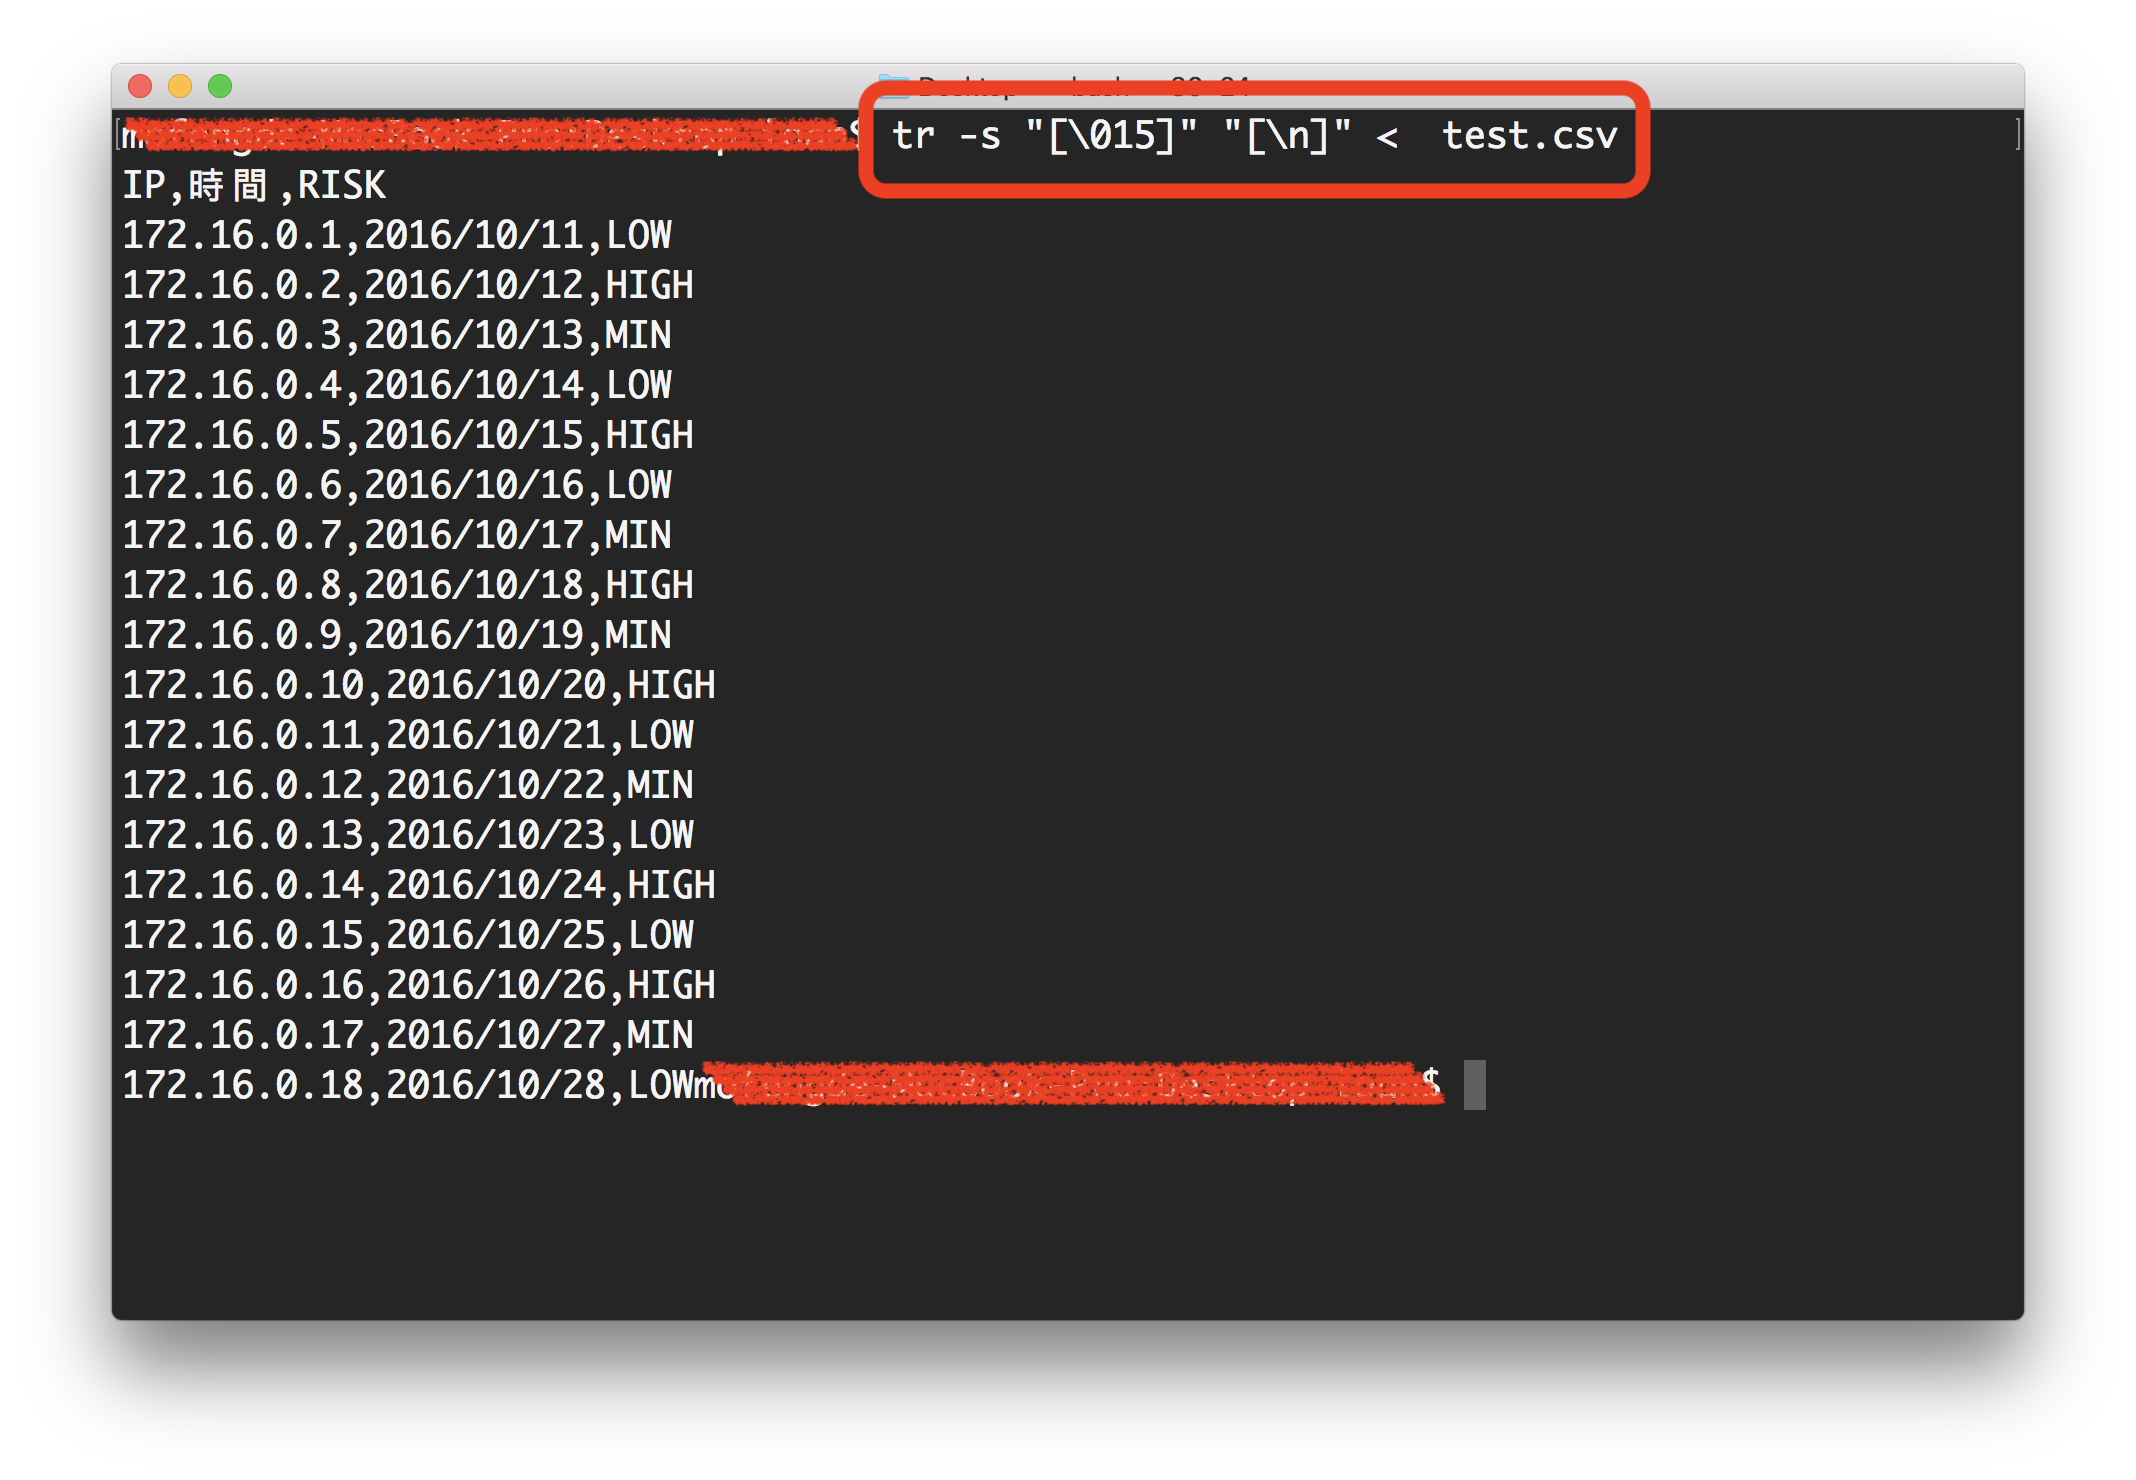 tr -s "[\015]" "[\n]" < test.csv
IP,時間,RISK
172.16.0.1,2016/10/11,LOW
172.16.0.2,2016/10/12,HIGH
172.16.0.3,2016/10/13,MIN
172.16.0.4,2016/10/14,LOW
172.16.0.5,2016/10/15,HIGH
172.16.0.6,2016/10/16,LOW
172.16.0.7,2016/10/17,MIN
172.16.0.8,2016/10/18,HIGH
172.16.0.9,2016/10/19,MIN
172.16.0.10,2016/10/20,HIGH
172.16.0.11,2016/10/21,LOW
172.16.0.12,2016/10/22,MIN
172.16.0.13,2016/10/23,LOW
172.16.0.14,2016/10/24,HIGH
172.16.0.15,2016/10/25,LOW
172.16.0.16,2016/10/26,HIGH
172.16.0.17,2016/10/27,MIN
172.16.0.18,2016/10/28,LOW $